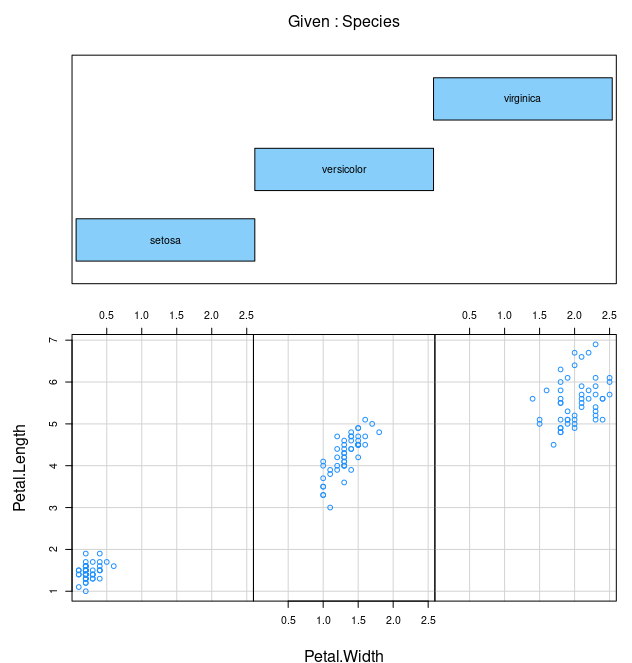 Given : Species
virginica
versicolor
setosa
0.5 1.0 1.5 2.0 2.5 0.5 1.0 1.5 2.0 2.5
7
6
5
4
3
2
1
Petal.Length
0.5 1.0 1.5 2.0 2.5
Petal.Width